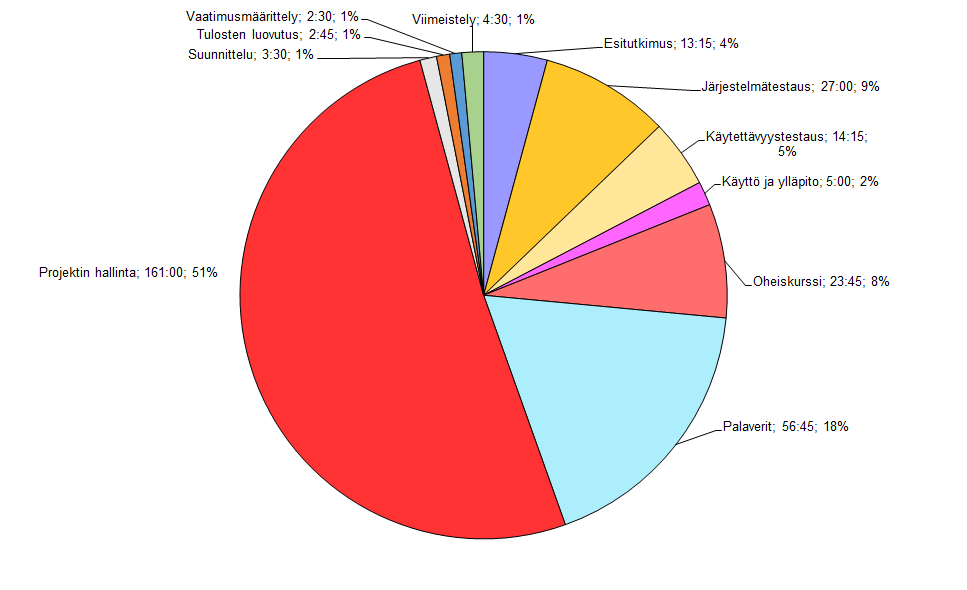 Vaatimusmäärittely; 2:30; 1%
Viimeistely; 4:30; 1%
Tulosten luovutus; 2:45; 1%
Esitutkimus; 13:15; 4%
Suunnittelu; 3:30; 1%
Järjestelmätestaus; 27:00; 9%
Käytettävyystestaus; 14:15;
5%
Käyttö ja ylläpito; 5:00; 2%
Projektin hallinta; 161:00; 51%
Oheiskurssi; 23:45; 8%
Palaverit; 56:45; 18%